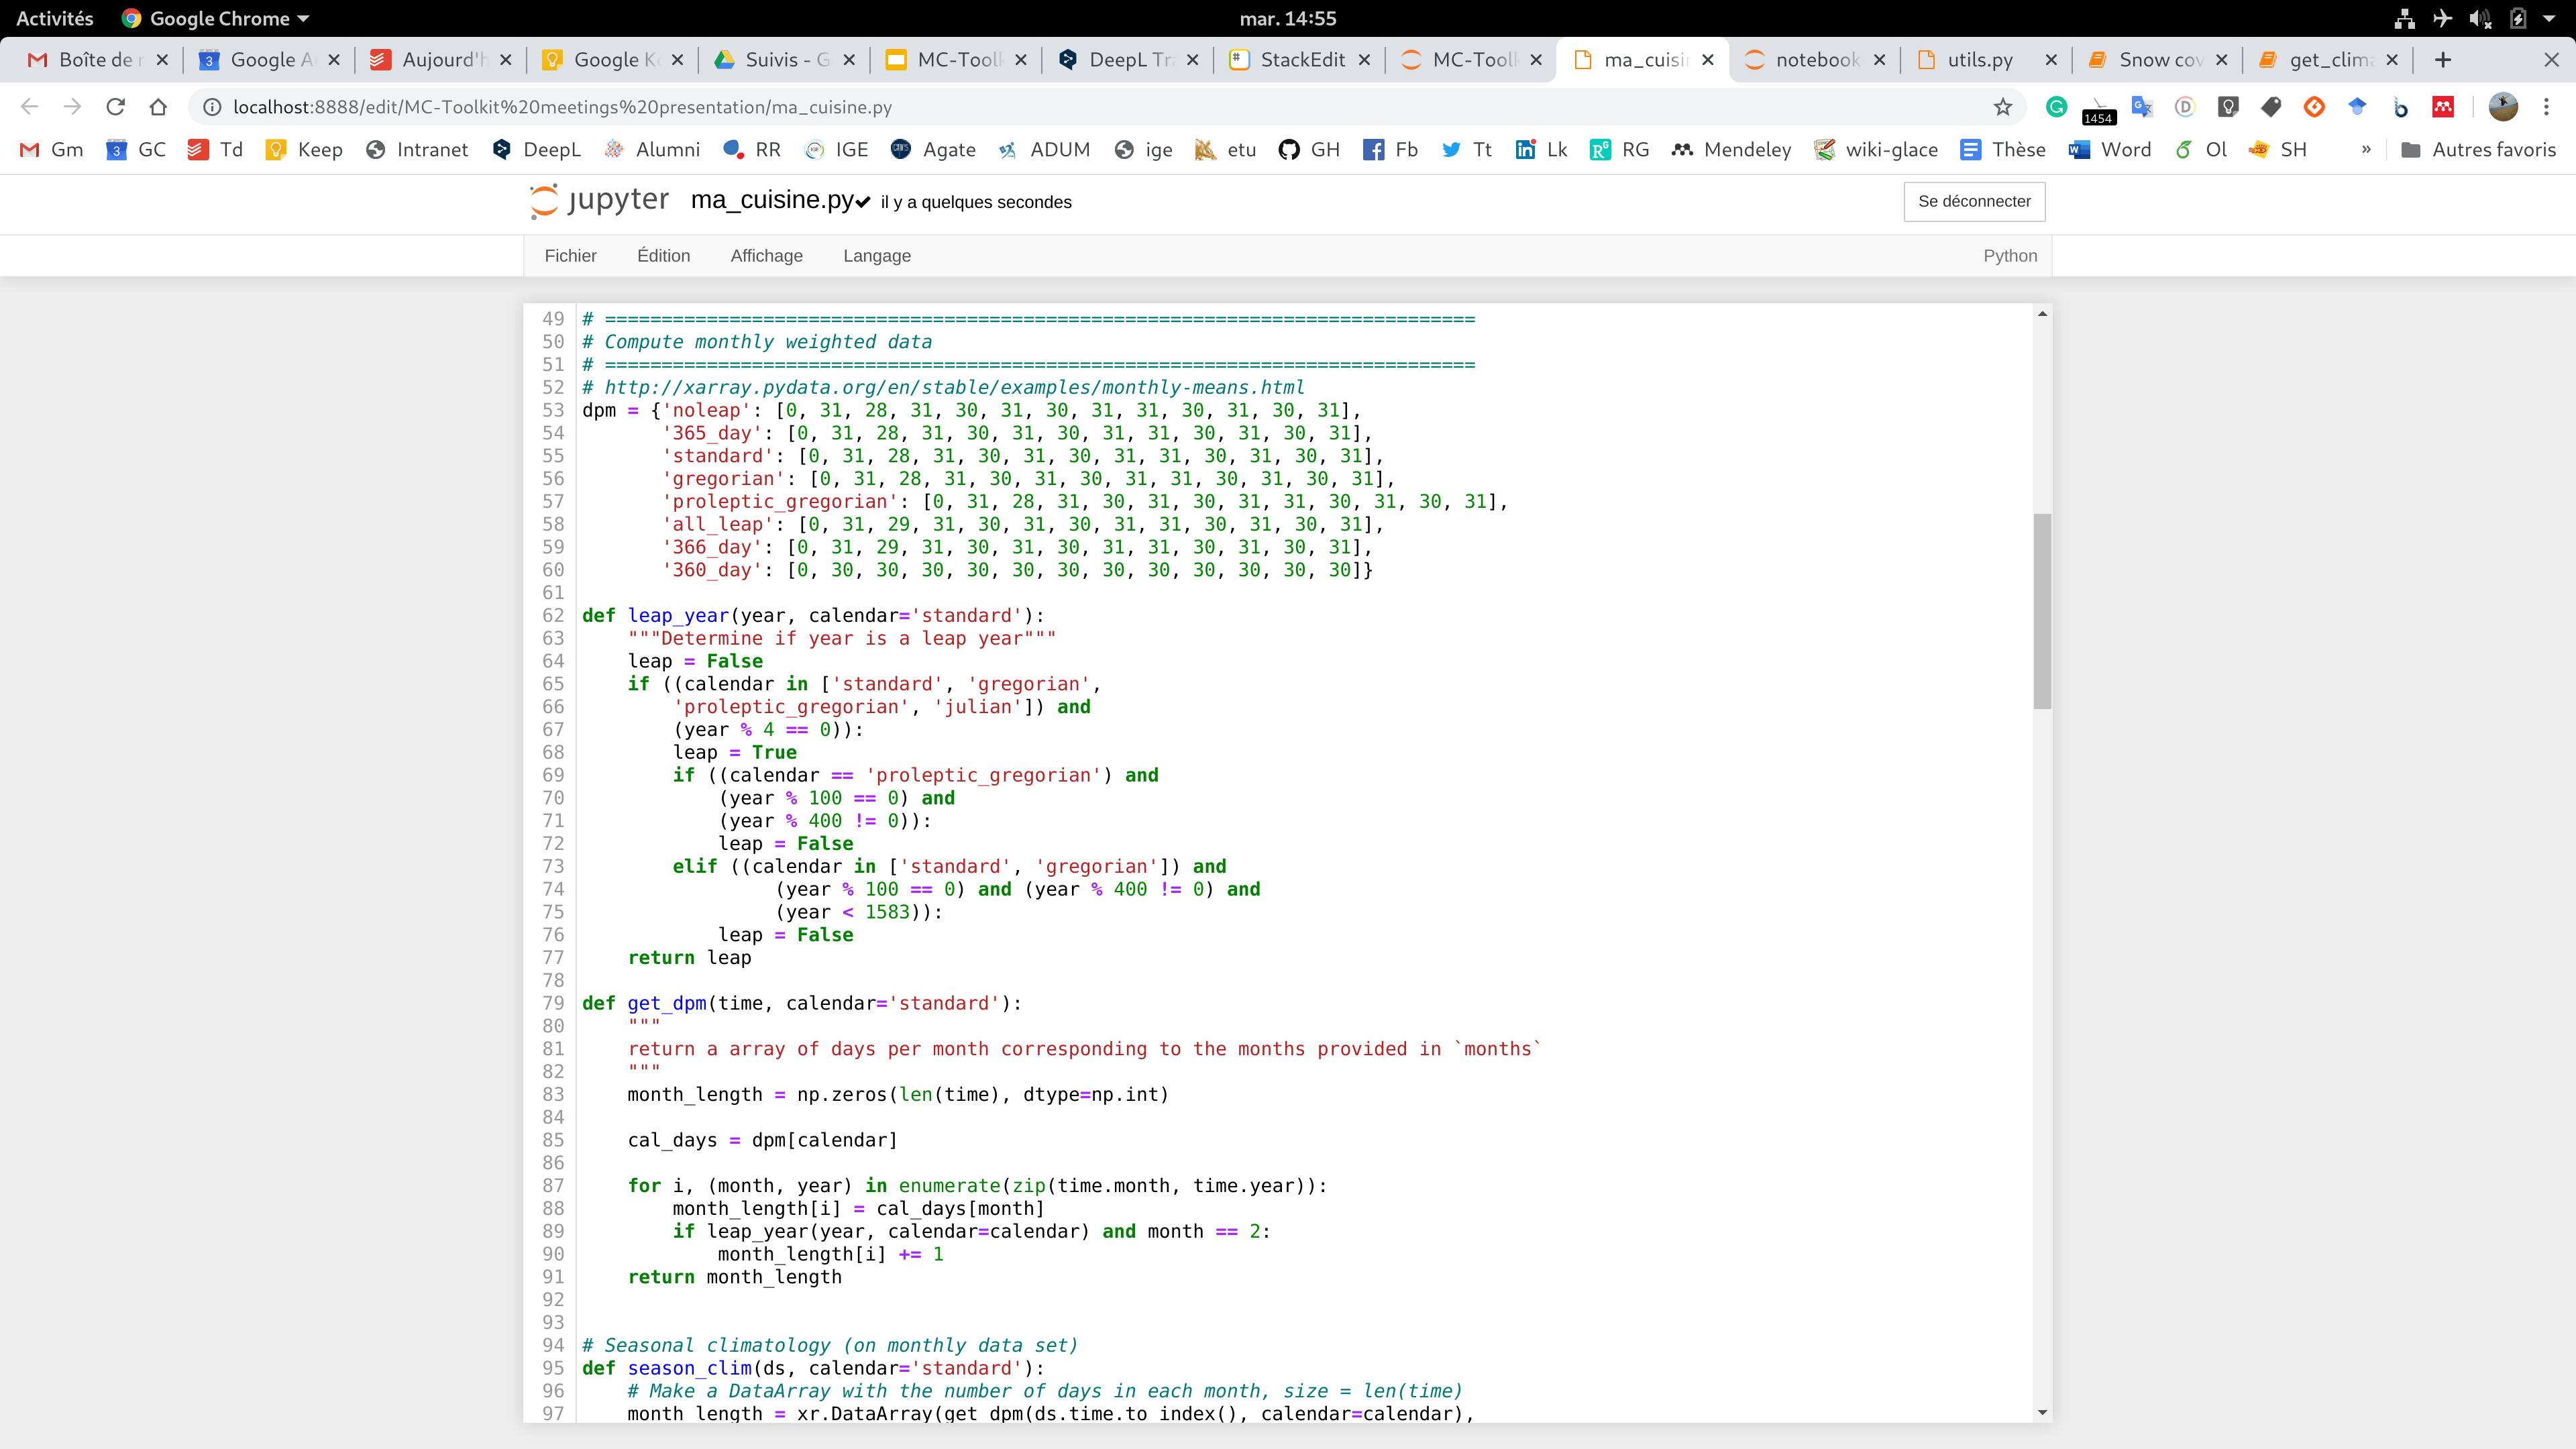 Activités Google Chrome mar. 14:55
Boîte de Google A Aujourd'h Google K Suivis - G MC-Toolk DeepL Tr StackEdit MC-Toolk ma_cuisin notebook utils.py Snow cov get_clima
localhost:8888/edit/MC-Toolkit%20meetings%20presentation/ma_cuisine.py 1454
Gm GC Td Keep Intranet DeepL Alumni RR IGE Agate ADUM ige etu GH Fb Tt Lk RG Mendeley wiki-glace Thèse Word Ol SH » Autres favoris
jupyter ma_cuisine.py il y a quelques secondes Se déconnecter
Fichier Édition Affichage Langage Python
49 # =============================================================================
50 # Compute monthly weighted data
51 # =============================================================================
52 # http://xarray.pydata.org/en/stable/examples/monthly-means.html
53 dpm = {'noleap': [0, 31, 28, 31, 30, 31, 30, 31, 31, 30, 31, 30, 31],
54        '365_day': [0, 31, 28, 31, 30, 31, 30, 31, 31, 30, 31, 30, 31],
55        'standard': [0, 31, 28, 31, 30, 31, 30, 31, 31, 30, 31, 30, 31],
56        'gregorian': [0, 31, 28, 31, 30, 31, 30, 31, 31, 30, 31, 30, 31],
57        'proleptic_gregorian': [0, 31, 28, 31, 30, 31, 30, 31, 31, 30, 31, 30, 31],
58        'all_leap': [0, 31, 29, 31, 30, 31, 30, 31, 31, 30, 31, 30, 31],
59        '366_day': [0, 31, 29, 31, 30, 31, 30, 31, 31, 30, 31, 30, 31],
60        '360_day': [0, 30, 30, 30, 30, 30, 30, 30, 30, 30, 30, 30, 30]}
61
62 def leap_year(year, calendar='standard'):
63     """Determine if year is a leap year"""
64     leap = False
65     if ((calendar in ['standard', 'gregorian',
66         'proleptic_gregorian', 'julian']) and
67         (year % 4 == 0)):
68         leap = True
69         if ((calendar == 'proleptic_gregorian') and
70             (year % 100 == 0) and
71             (year % 400 != 0)):
72             leap = False
73         elif ((calendar in ['standard', 'gregorian']) and
74                  (year % 100 == 0) and (year % 400 != 0) and
75                  (year < 1583)):
76             leap = False
77     return leap
78
79 def get_dpm(time, calendar='standard'):
80     """
81     return a array of days per month corresponding to the months provided in `months`
82     """
83     month_length = np.zeros(len(time), dtype=np.int)
84
85     cal_days = dpm[calendar]
86
87     for i, (month, year) in enumerate(zip(time.month, time.year)):
88         month_length[i] = cal_days[month]
89         if leap_year(year, calendar=calendar) and month == 2:
90             month_length[i] += 1
91     return month_length
92
93
94 # Seasonal climatology (on monthly data set)
95 def season_clim(ds, calendar='standard'):
96     # Make a DataArray with the number of days in each month, size = len(time)
97     month_length = xr.DataArray(get_dpm(ds.time.to_index(), calendar=calendar),